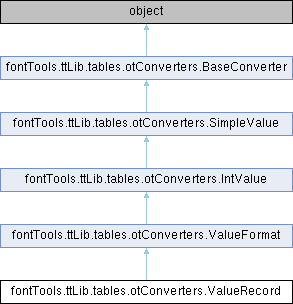 object
fontTools.ttLib.tables.otConverters.BaseConverter
fontTools.ttLib.tables.otConverters.SimpleValue
fontTools.ttLib.tables.otConverters.IntValue
fontTools.ttLib.tables.otConverters.ValueFormat
fontTools.ttLib.tables.otConverters.ValueRecord